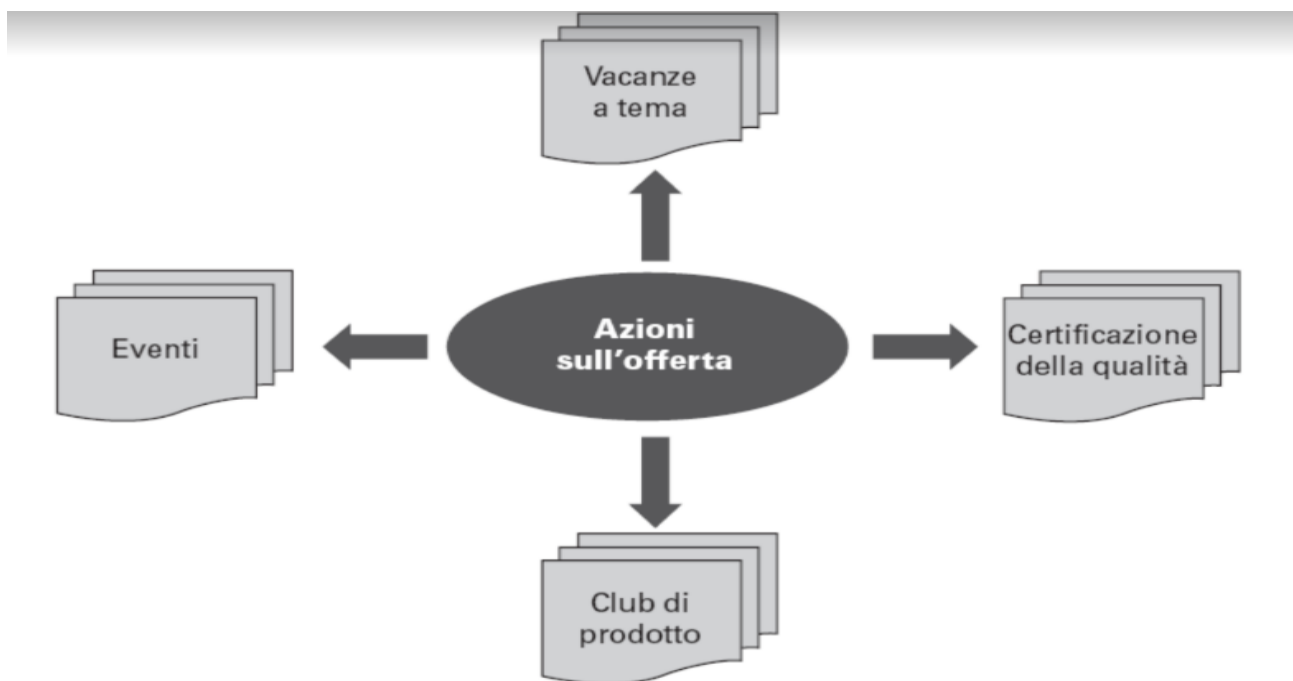 Vacanze
a tema
Eventi
Azioni
sull'offerta
Certificazione
della qualità
Club di
prodotto